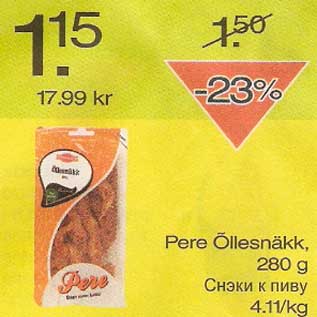 1.15
17.99 kr
1.50
-23%
Õllesnäkk
Pere
Pere Õllesnäkk,
280 g
Снэки к пиву
4.11/kg